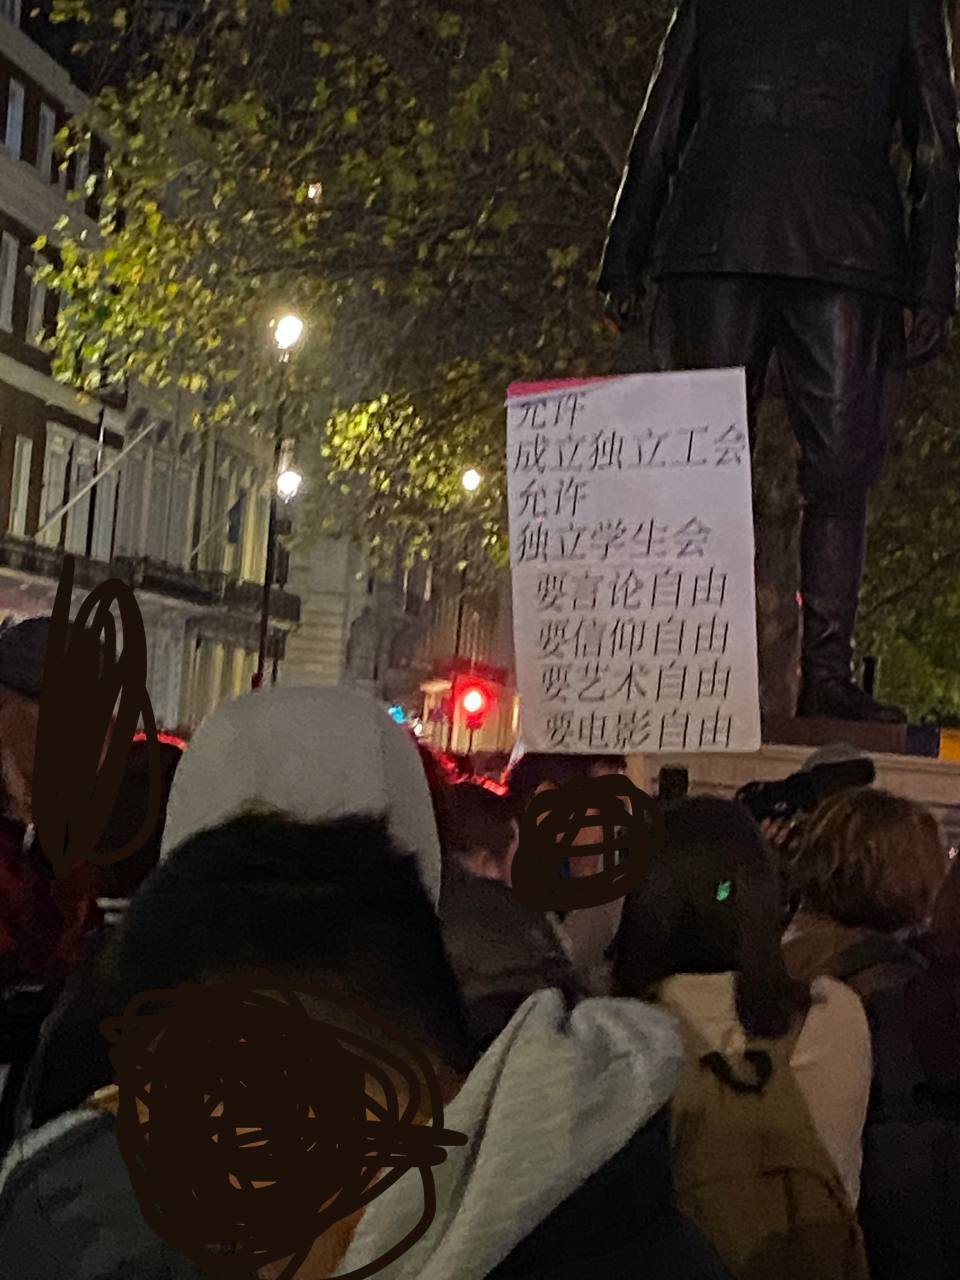 允许
成立独立工会
允许
独立学生会
要言论自由
要信仰自由
要艺术自由
要电影自由